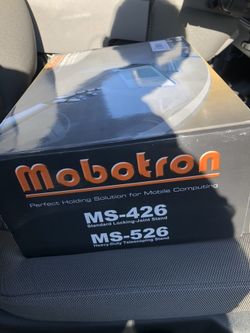 Mobotron
Perfect Holding Solution for Mobile Computing
MS-426
Standard Locking-Joint Stand
MS-526
Heavy-Duty Telescoping Stand